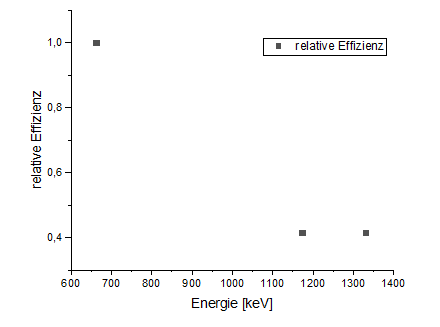 1,0
0,8
0,6
0,4
relative Effizienz
relative Effizienz
600 700 800 900 1000 1100 1200 1300 1400
Energie [keV]